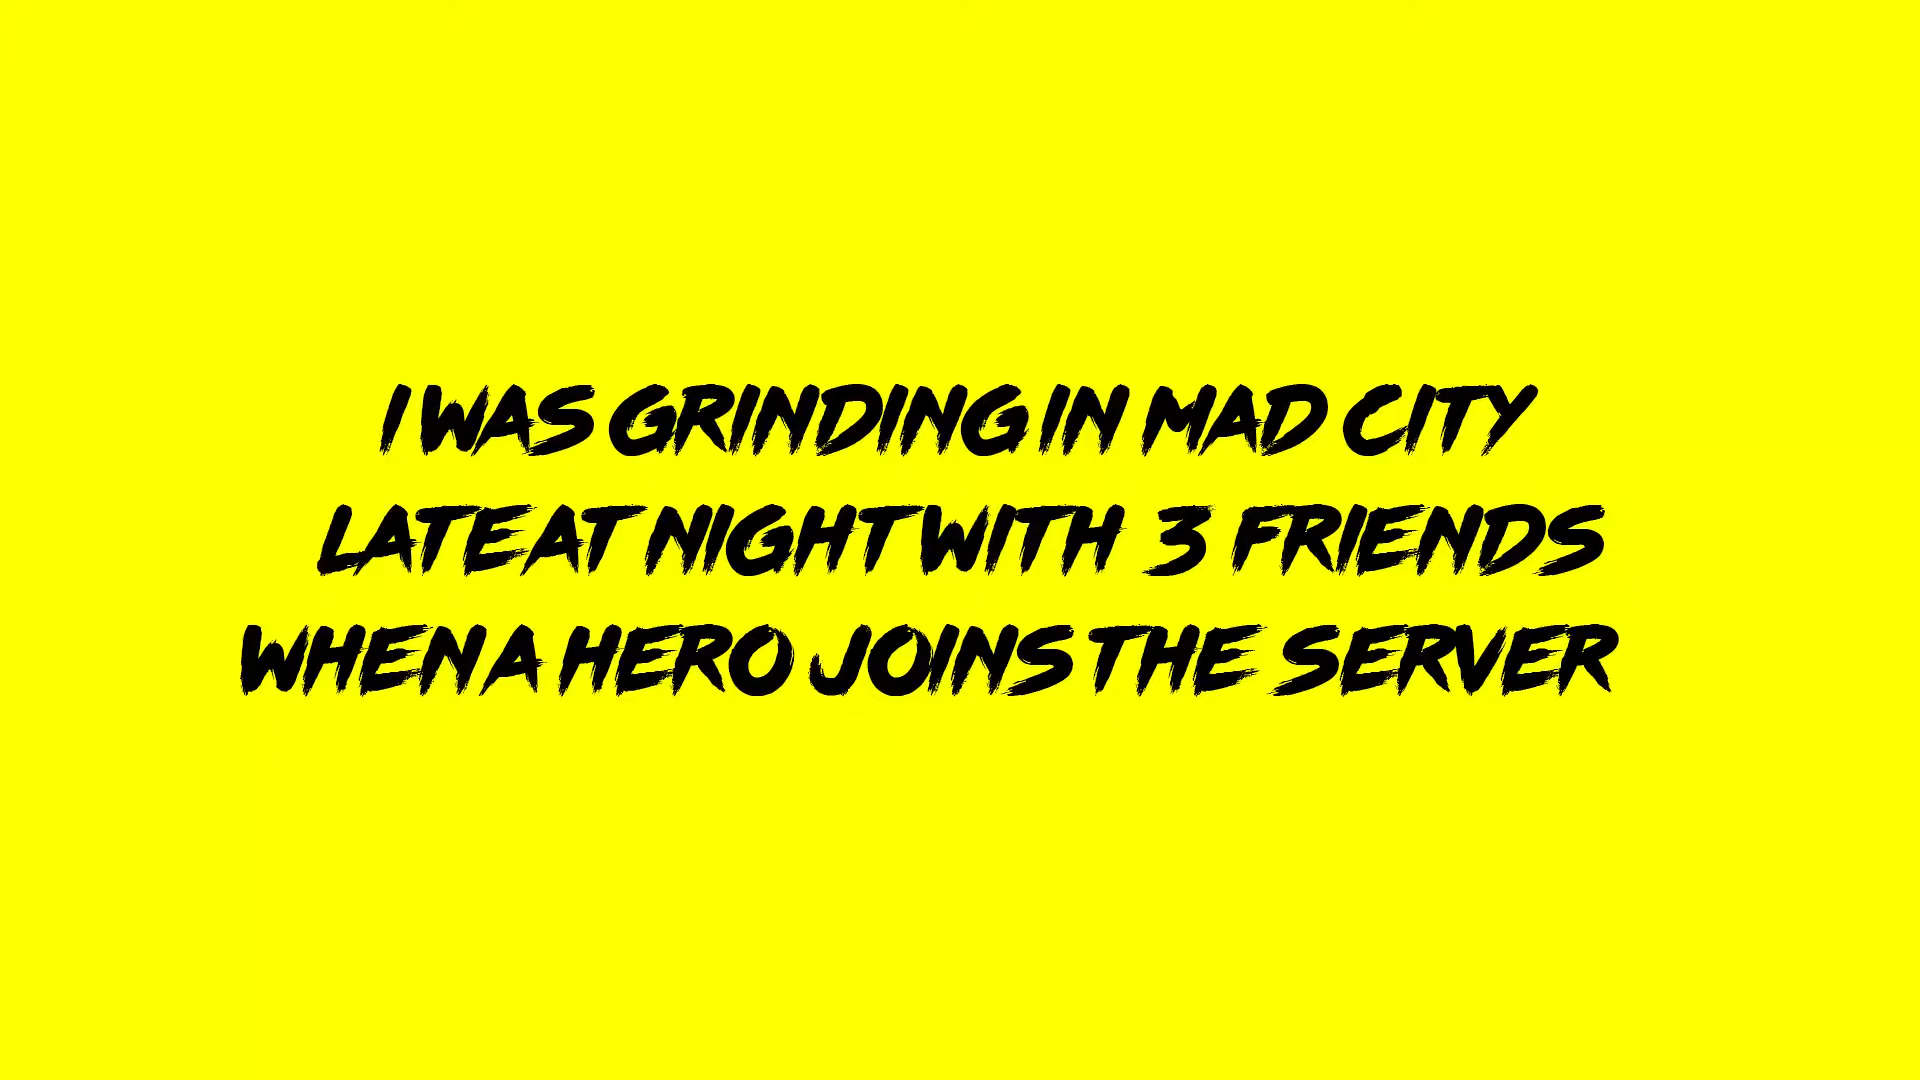 I WAS GRINDING IN MAD CITY
LATE AT NIGHT WITH 3 FRIENDS
WHEN A HERO JOINS THE SERVER